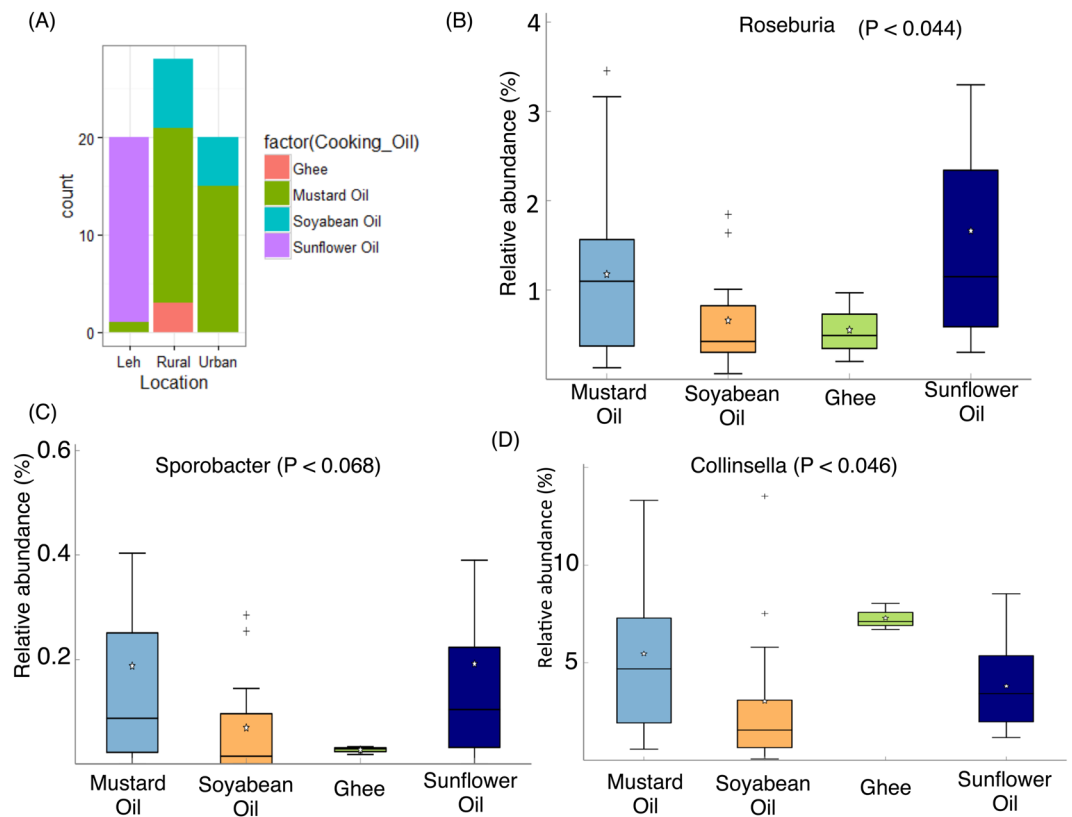 (A)
20
10
0
count
Leh Rural Urban
Location
factor(Cooking_Oil)
Ghee
Mustard Oil
Soyabean Oil
Sunflower Oil
(B)
Roseburia (P < 0.044)
4
3
2
1
Relative abundance (%)
Mustard
Oil
Soyabean
Oil
Ghee
Sunflower
Oil
(C)
Sporobacter (P < 0.068)
0.6
0.4
0.2
Relative abundance (%)
Mustard
Oil
Soyabean
Oil
Ghee
Sunflower
Oil
(D)
Collinsella (P < 0.046)
10
5
Relative abundance (%)
Mustard
Oil
Soyabean
Oil
Ghee
Sunflower
Oil